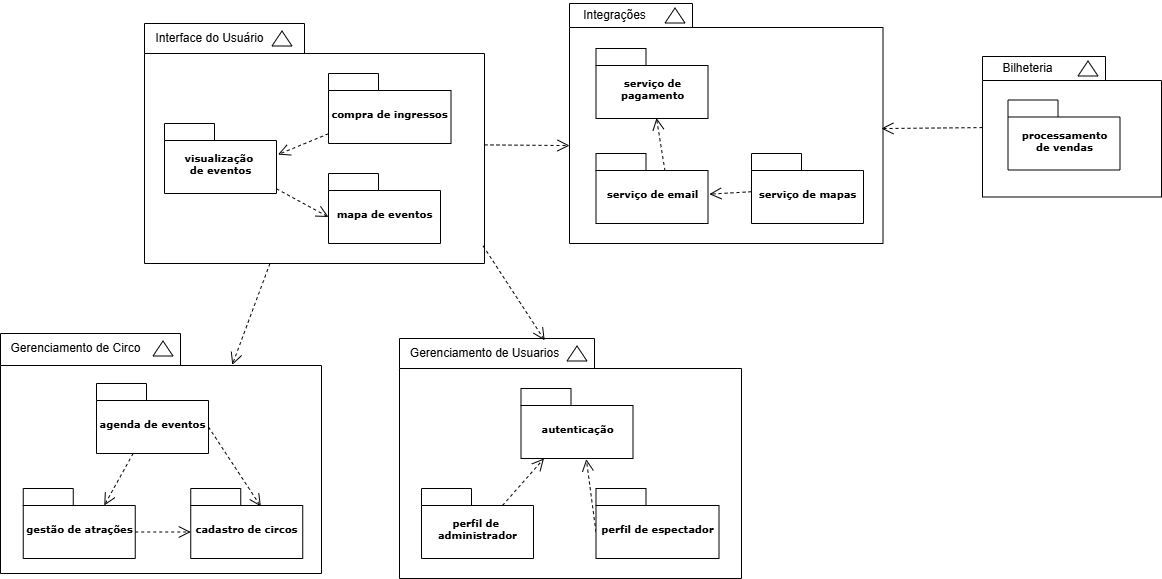 Interface do Usuário
compra de ingressos
visualização
de eventos
mapa de eventos
Integrações
serviço de
pagamento
serviço de email
serviço de mapas
Bilheteria
processamento
de vendas
Gerenciamento de Circo
agenda de eventos
gestão de atrações
cadastro de circos
Gerenciamento de Usuarios
autenticação
perfil de
administrador
perfil de espectador